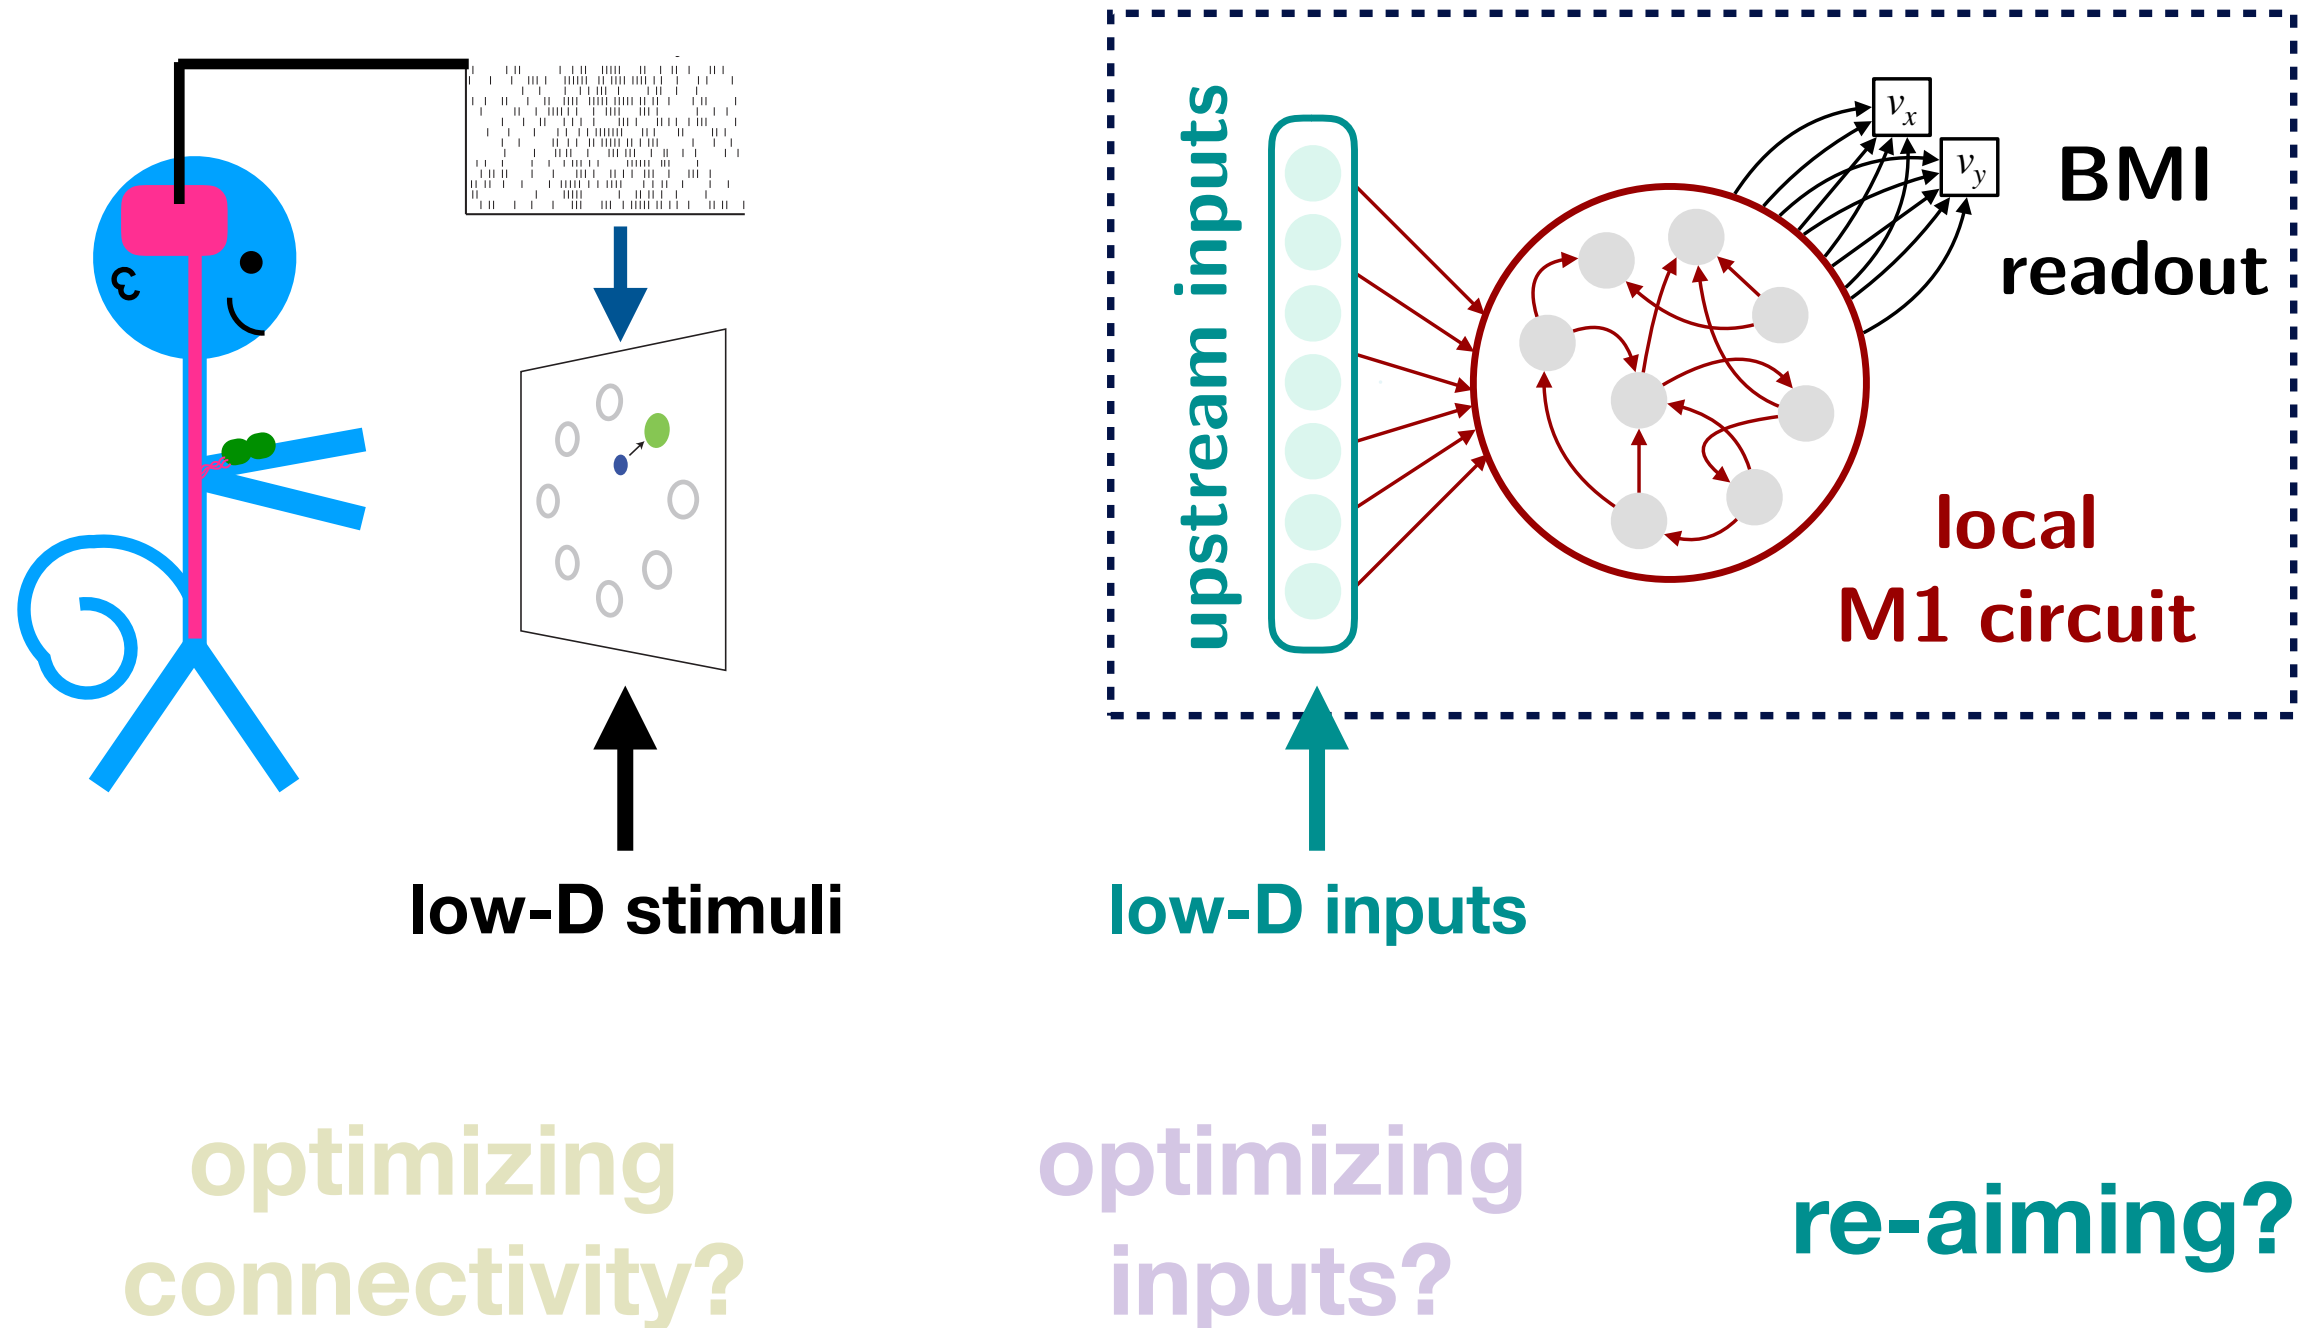 upstream inputs
v_x
v_y
BMI
readout
local
M1 circuit
low-D stimuli
low-D inputs
optimizing
connectivity?
optimizing
inputs?
re-aiming?